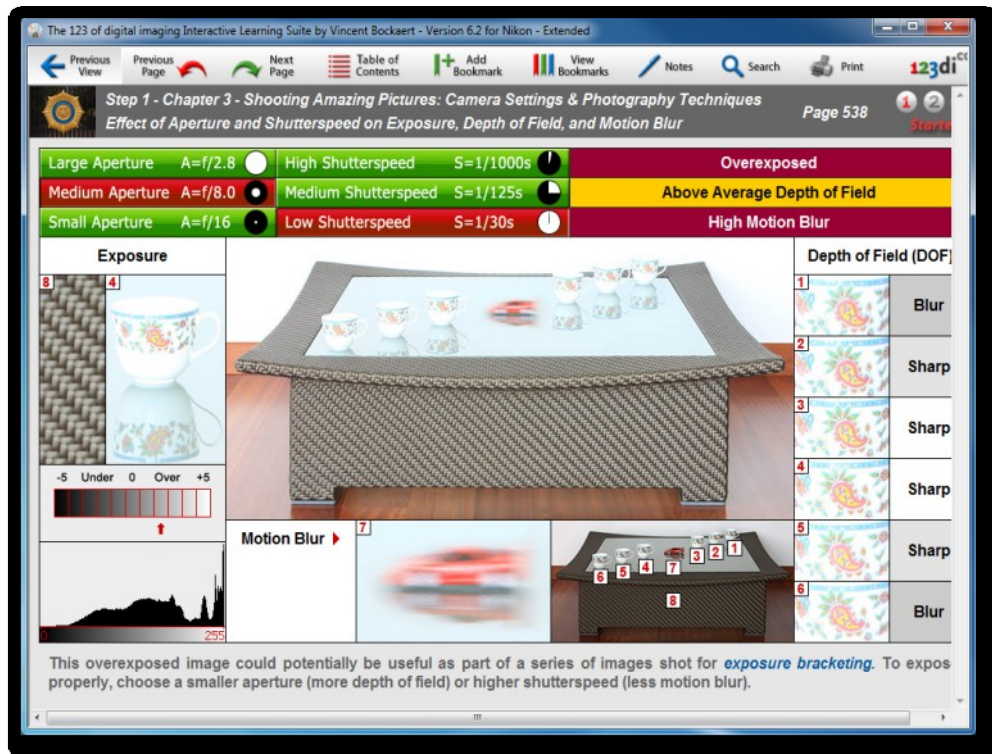 The 123 of digital imaging Interactive Learning Suite by Vincent Bockaert - Version 6.2 for Nikon - Extended
Previous View
Previous Page
Next Page
Table of Contents
Add Bookmark
View Bookmarks
Notes
Search
Print
123di
Step 1 - Chapter 3 - Shooting Amazing Pictures: Camera Settings & Photography Techniques
Effect of Aperture and Shutterspeed on Exposure, Depth of Field, and Motion Blur
Page 538
1 2
Large Aperture A=f/2.8 High Shutterspeed S=1/1000s Overexposed
Medium Aperture A=f/8.0 Medium Shutterspeed S=1/125s Above Average Depth of Field
Small Aperture A=f/16 Low Shutterspeed S=1/30s High Motion Blur
Exposure
8 4
-5 Under 0 Over +5
0 255
Motion Blur
7
6 5 4 7 3 2 1
8
Depth of Field (DOF)
1 Blur
2 Sharp
3 Sharp
4 Sharp
5 Sharp
6 Blur
This overexposed image could potentially be useful as part of a series of images shot for exposure bracketing. To expos
properly, choose a smaller aperture (more depth of field) or higher shutterspeed (less motion blur).